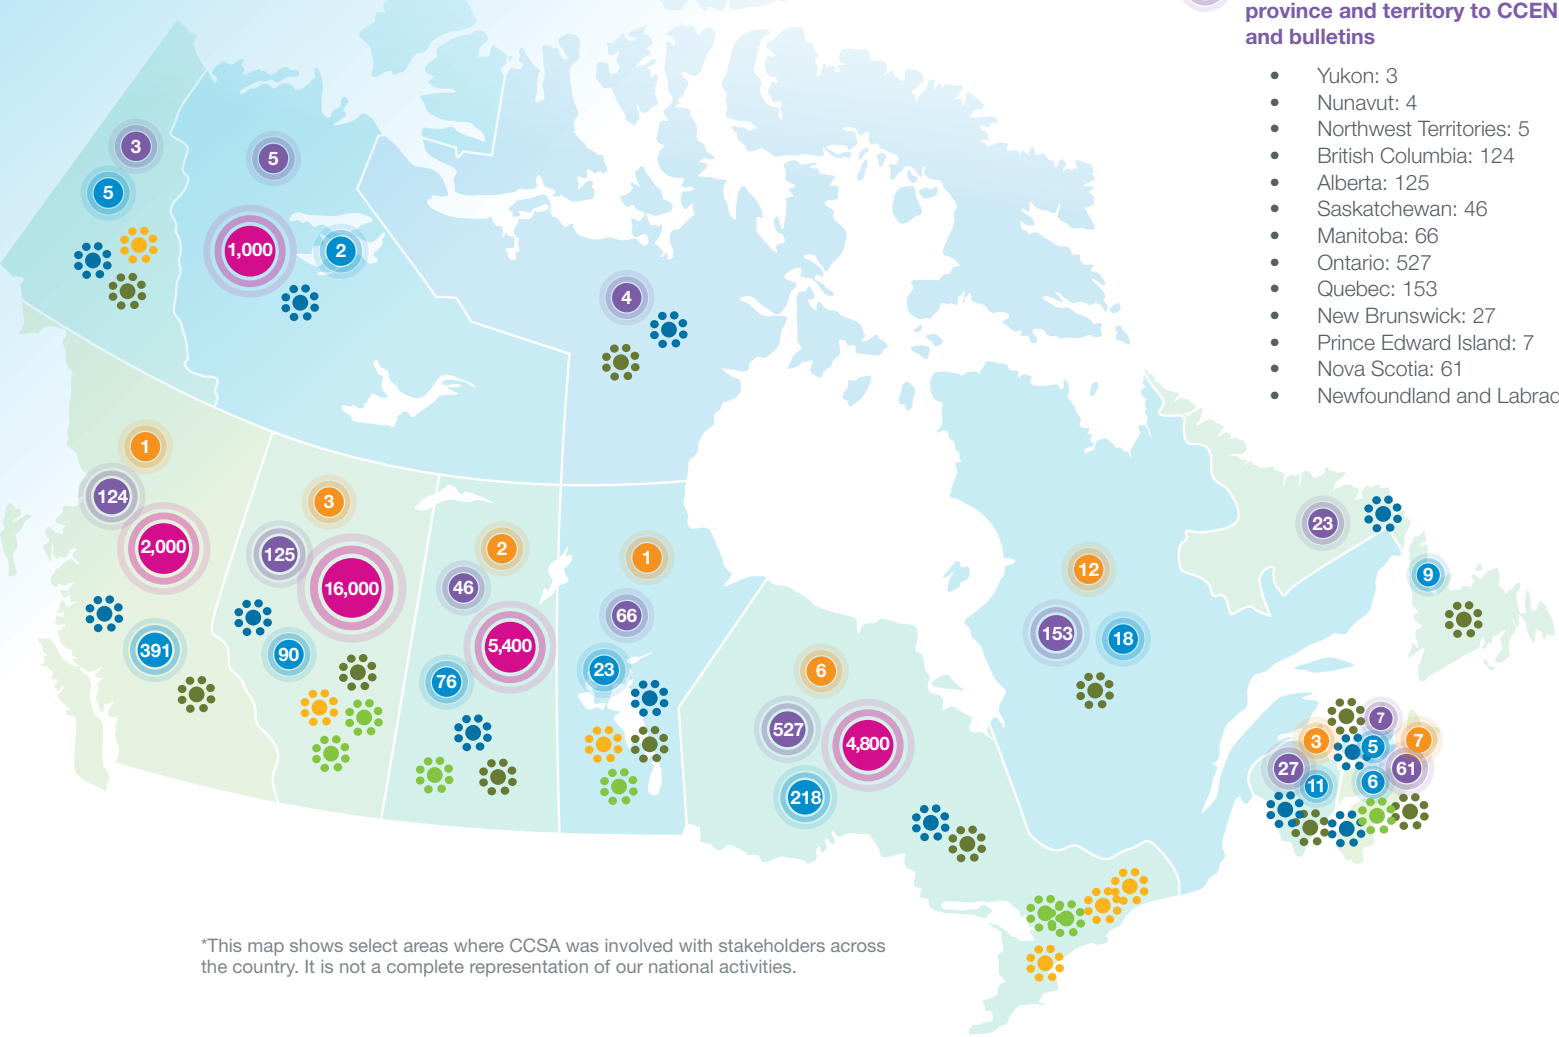 province and territory to CCEN
and bulletins
• Yukon: 3
• Nunavut: 4
• Northwest Territories: 5
• British Columbia: 124
• Alberta: 125
• Saskatchewan: 46
• Manitoba: 66
• Ontario: 527
• Quebec: 153
• New Brunswick: 27
• Prince Edward Island: 7
• Nova Scotia: 61
• Newfoundland and Labrad
3
5
5
1,000
2
4
1
124
2,000
391
3
125
16,000
90
2
46
5,400
76
1
66
23
6
527
4,800
218
12
153
18
23
9
7
3
5
7
27
11
6
61
*This map shows select areas where CCSA was involved with stakeholders across
the country. It is not a complete representation of our national activities.